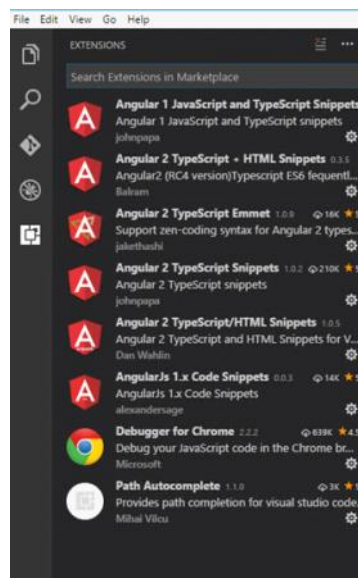 File Edit View Go Help
EXTENSIONS
Search Extensions in Marketplace
Angular 1 JavaScript and TypeScript Snippets
Angular 1 JavaScript and TypeScript snippets
johnpapa
Angular 2 TypeScript + HTML Snippets 0.3.5
Angular2 (RC4 version)Typescript ES6 fequentl...
Balram
Angular 2 TypeScript Emmet 1.0.9 16K
Support zen-coding syntax for Angular 2 types...
jakethashi
Angular 2 TypeScript Snippets 1.0.2 210K
Angular 2 TypeScript snippets
johnpapa
Angular 2 TypeScript/HTML Snippets 1.0.5
Angular 2 TypeScript and HTML Snippets for V...
Dan Wahlin
AngularJs 1.x Code Snippets 0.0.3 14K
AngularJs 1.x Code Snippets
alexandersage
Debugger for Chrome 2.2.2 639K 4.5
Debug your JavaScript code in the Chrome br...
Microsoft
Path Autocomplete 1.1.0 3K
Provides path completion for visual studio code.
Mihai Vilcu